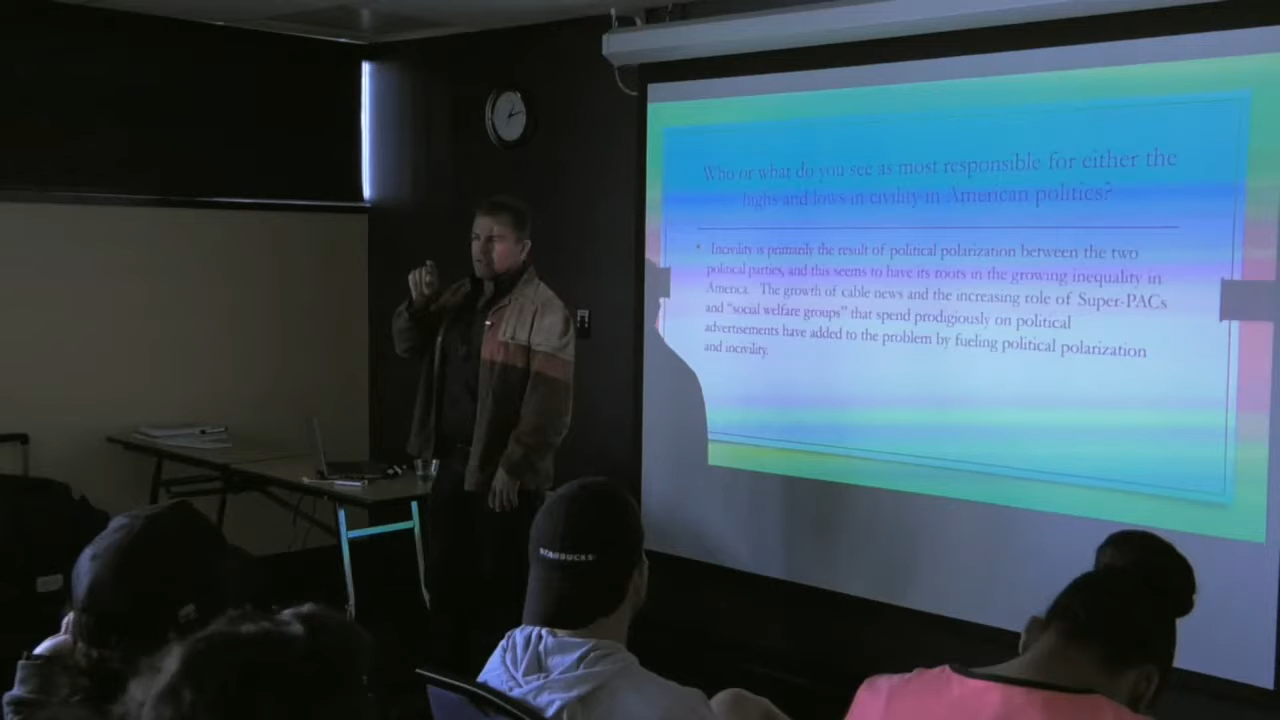 Who or what do you see as most responsible for either the
highs and lows in civility in American politics?
Incivility is primarily the result of political polarization between the two
political parties, and this seems to have its roots in the growing inequality in
America. The growth of cable news and the increasing role of Super-PACs
and "social welfare groups" that spend prodigiously on political
advertisements have added to the problem by fueling political polarization
and incivility.
STARBUCKS